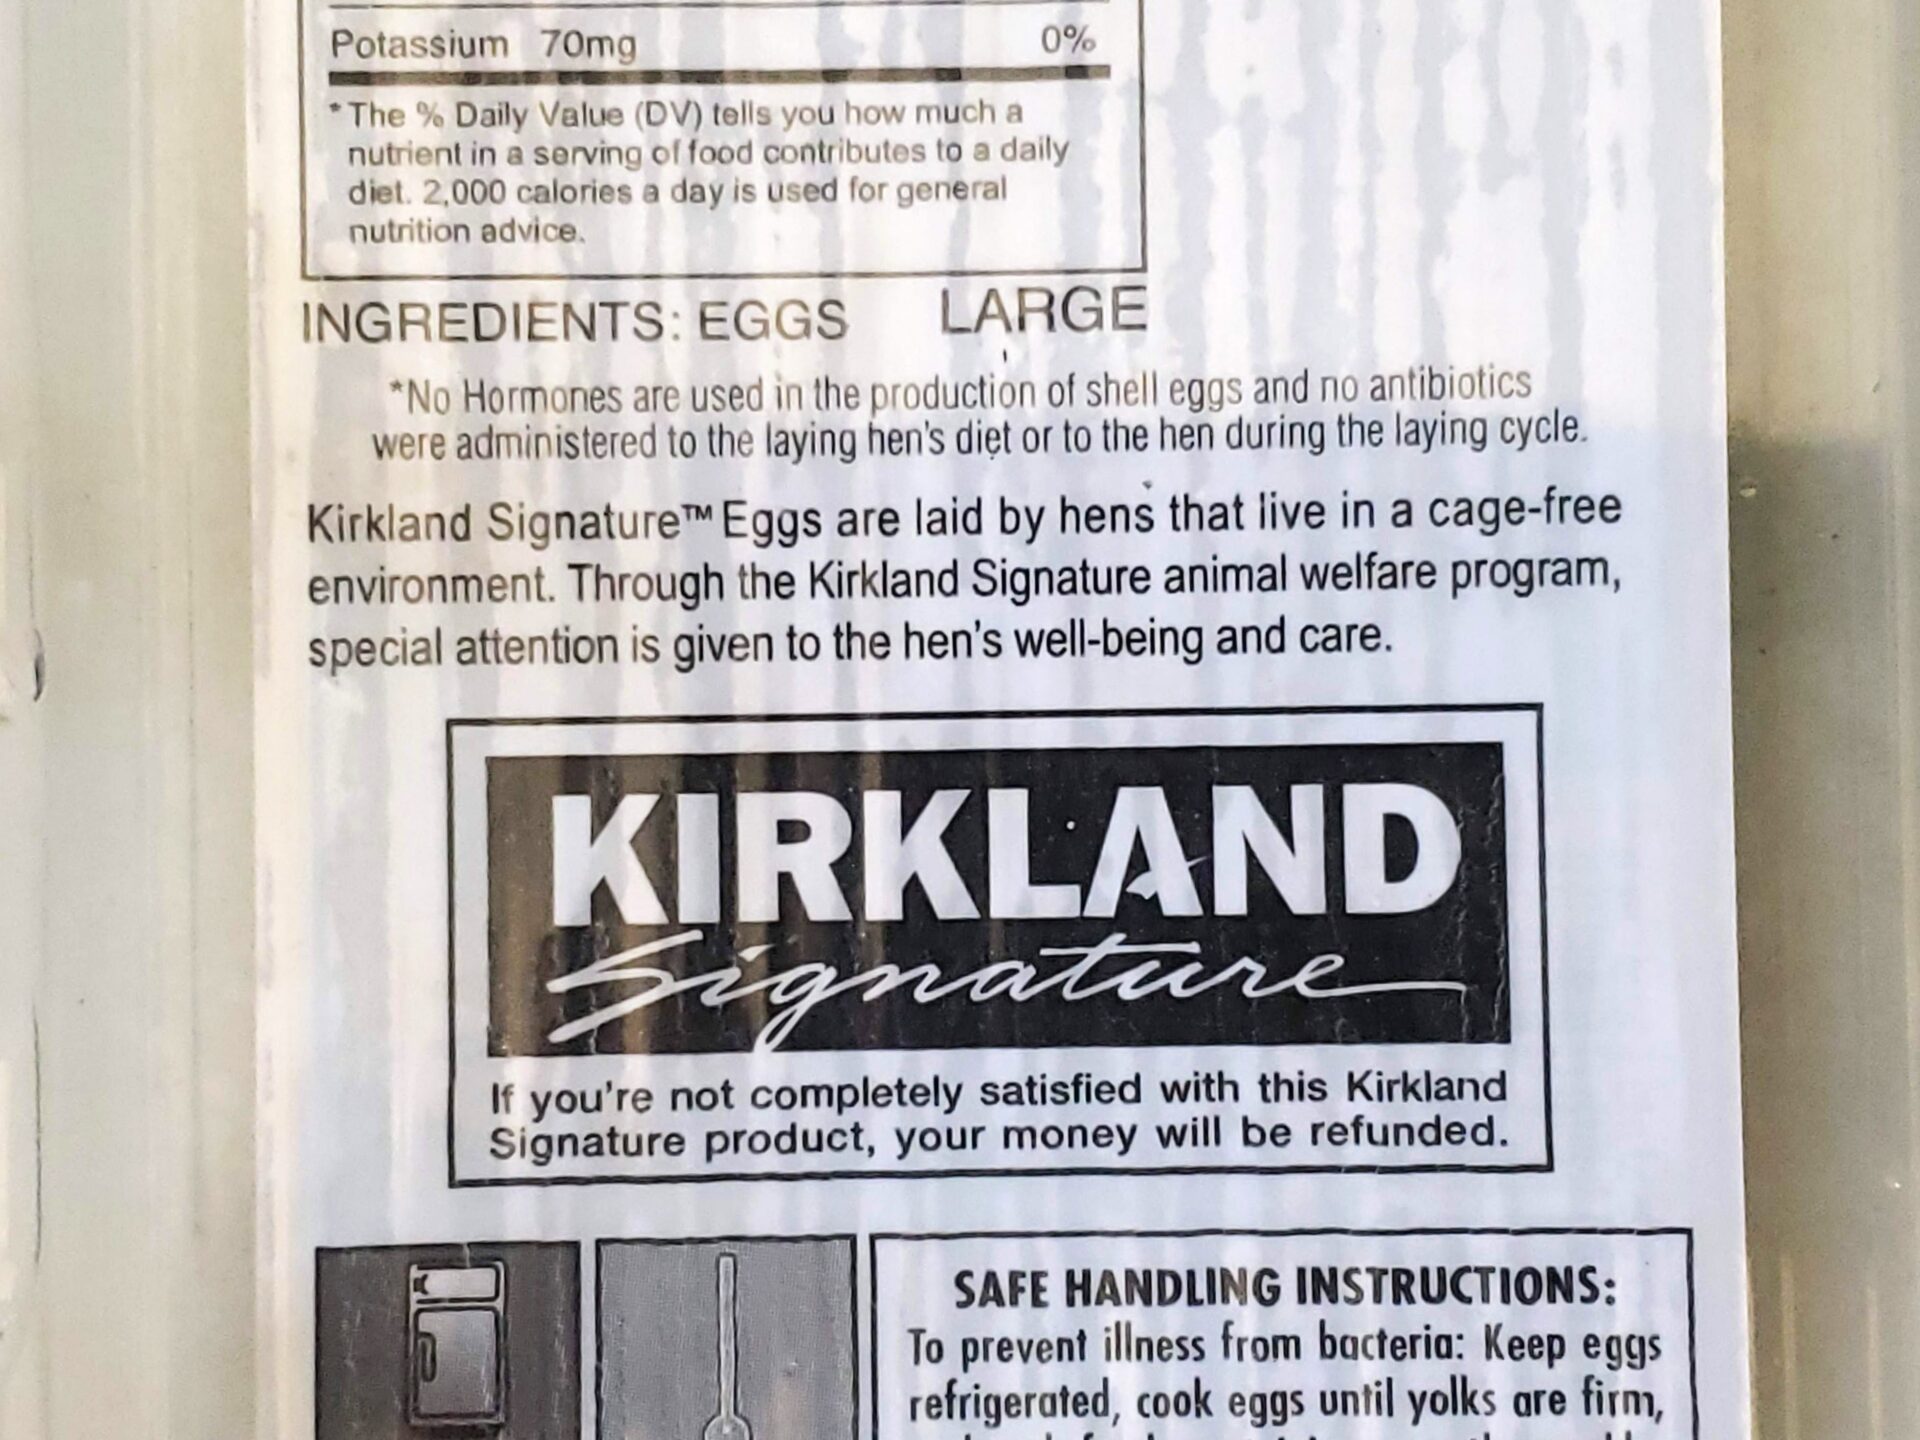 Potassium 70mg 0%
* The % Daily Value (DV) tells you how much a
nutrient in a serving of food contributes to a daily
diet. 2,000 calories a day is used for general
nutrition advice.
INGREDIENTS: EGGS LARGE
*No Hormones are used in the production of shell eggs and no antibiotics
were administered to the laying hen's diet or to the hen during the laying cycle.
Kirkland Signature™ Eggs are laid by hens that live in a cage-free
environment. Through the Kirkland Signature animal welfare program,
special attention is given to the hen's well-being and care.
KIRKLAND
Signature
If you're not completely satisfied with this Kirkland
Signature product, your money will be refunded.
SAFE HANDLING INSTRUCTIONS:
To prevent illness from bacteria: Keep eggs
refrigerated, cook eggs until yolks are firm,